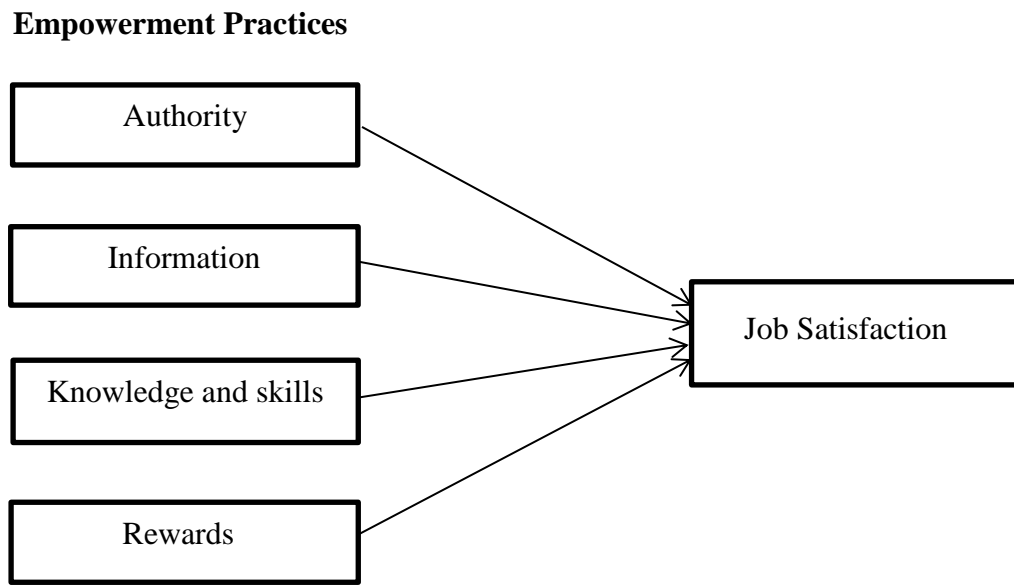 Empowerment Practices
Authority
Information
Knowledge and skills
Rewards
Job Satisfaction